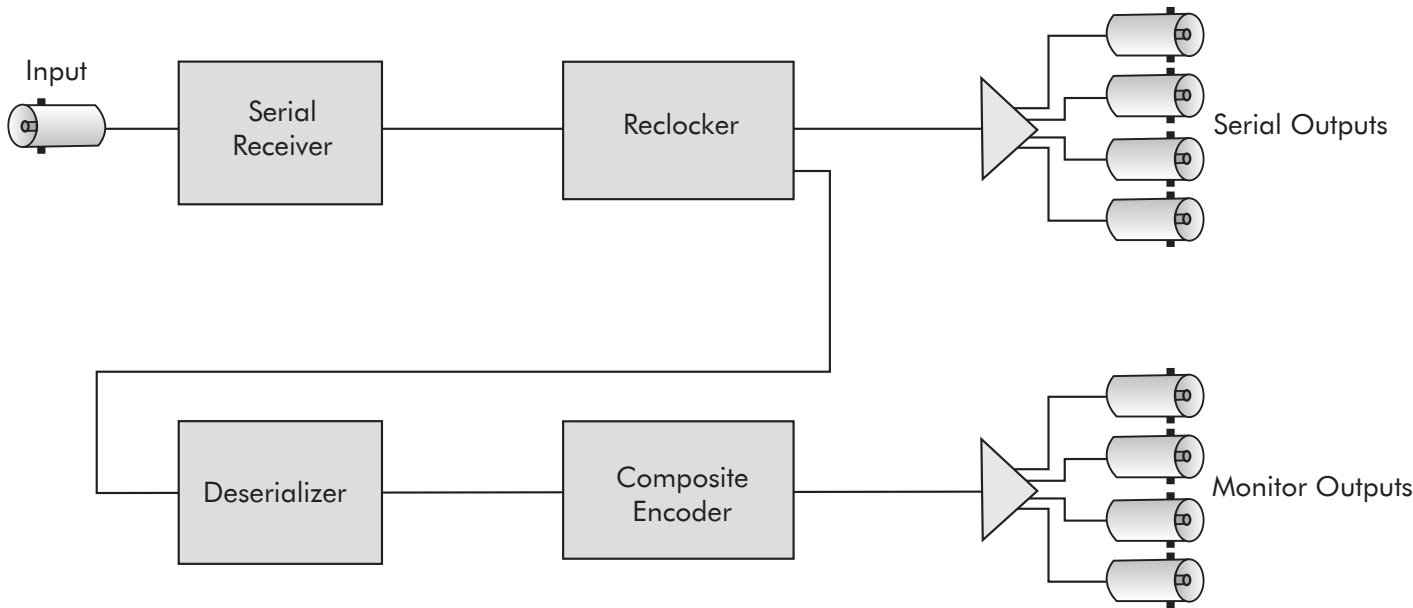 Input
Serial
Receiver
Reclocker
Serial Outputs
Deserializer
Composite
Encoder
Monitor Outputs